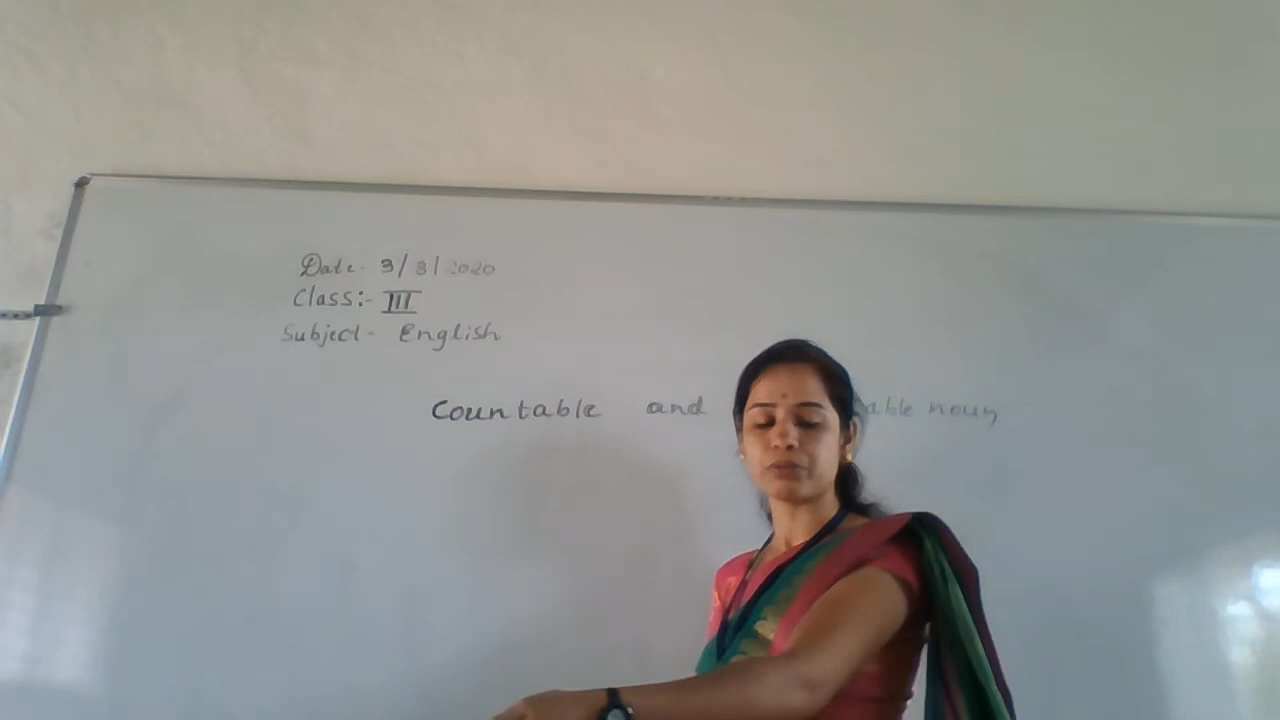 Date - 3/8/2020
Class:- III
Subject - English
Countable and able noun